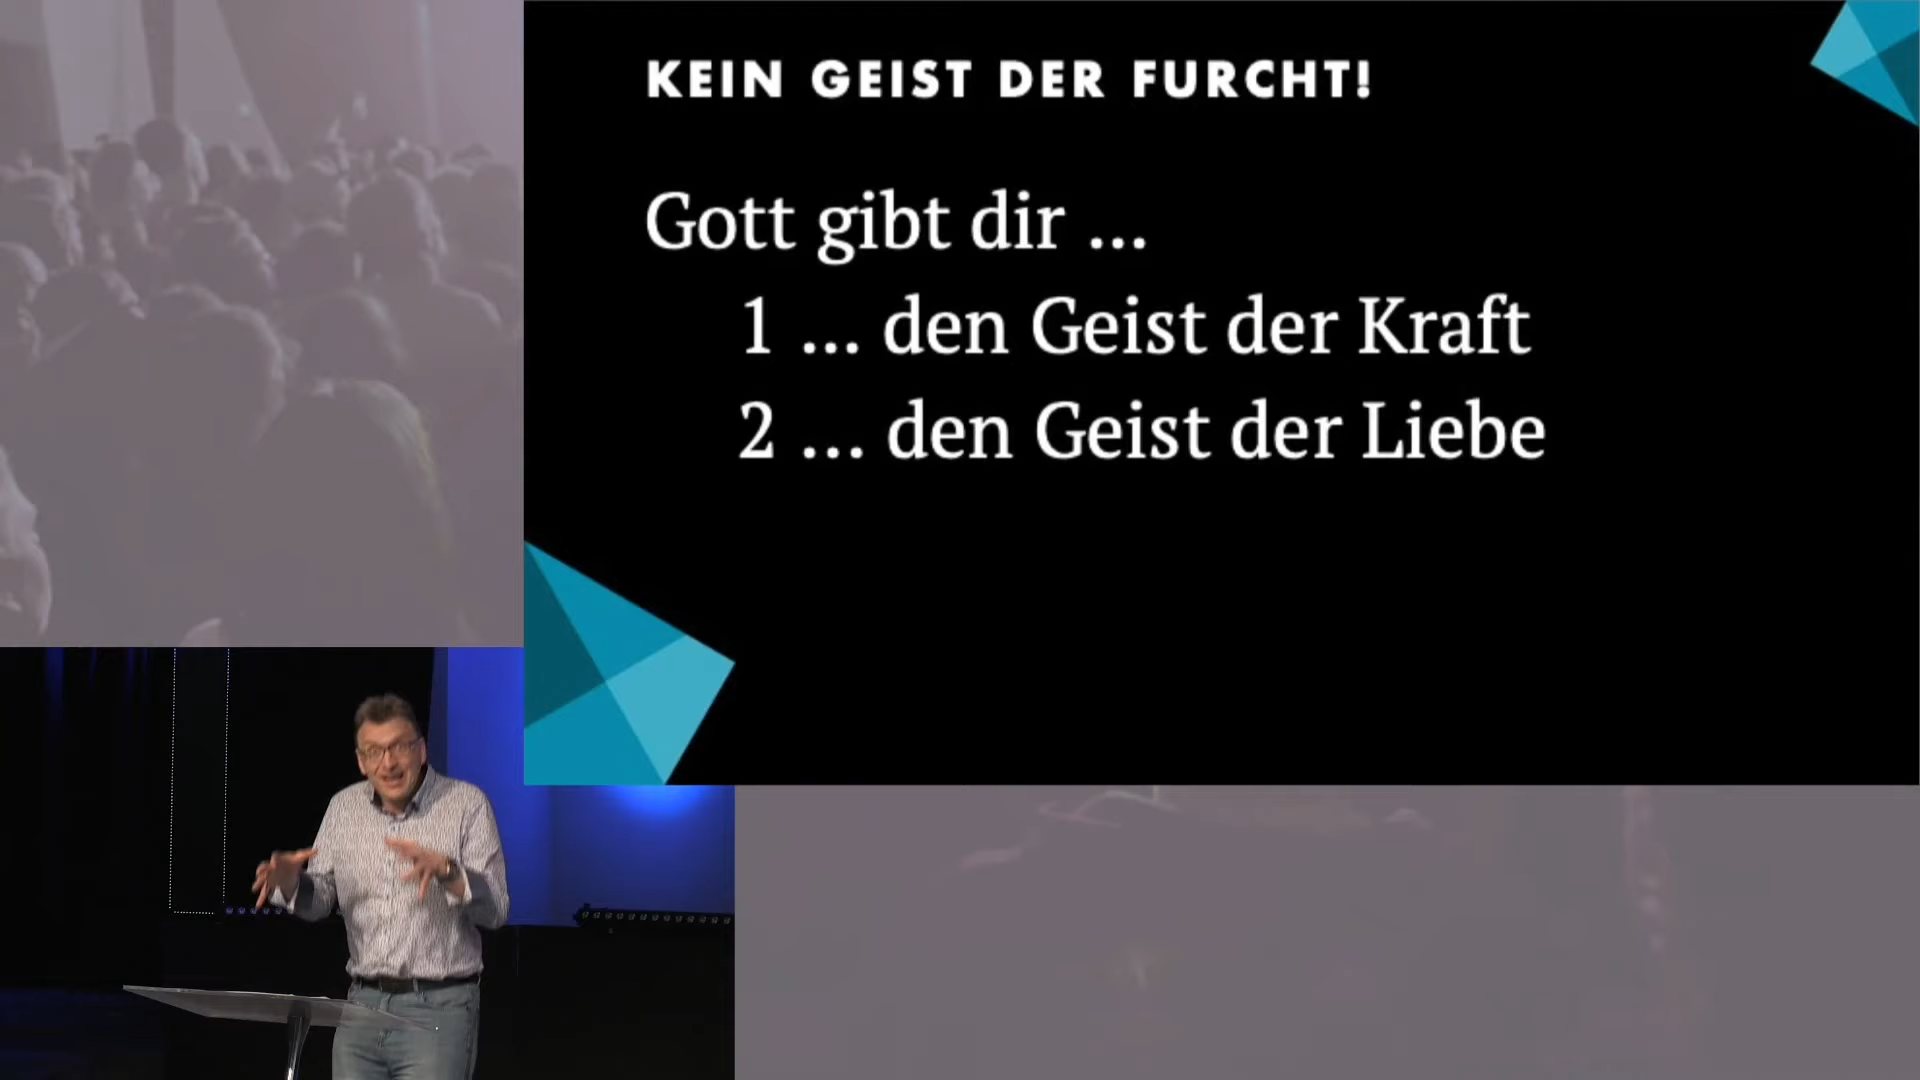 KEIN GEIST DER FURCHT!
Gott gibt dir ...
1 ... den Geist der Kraft
2 ... den Geist der Liebe